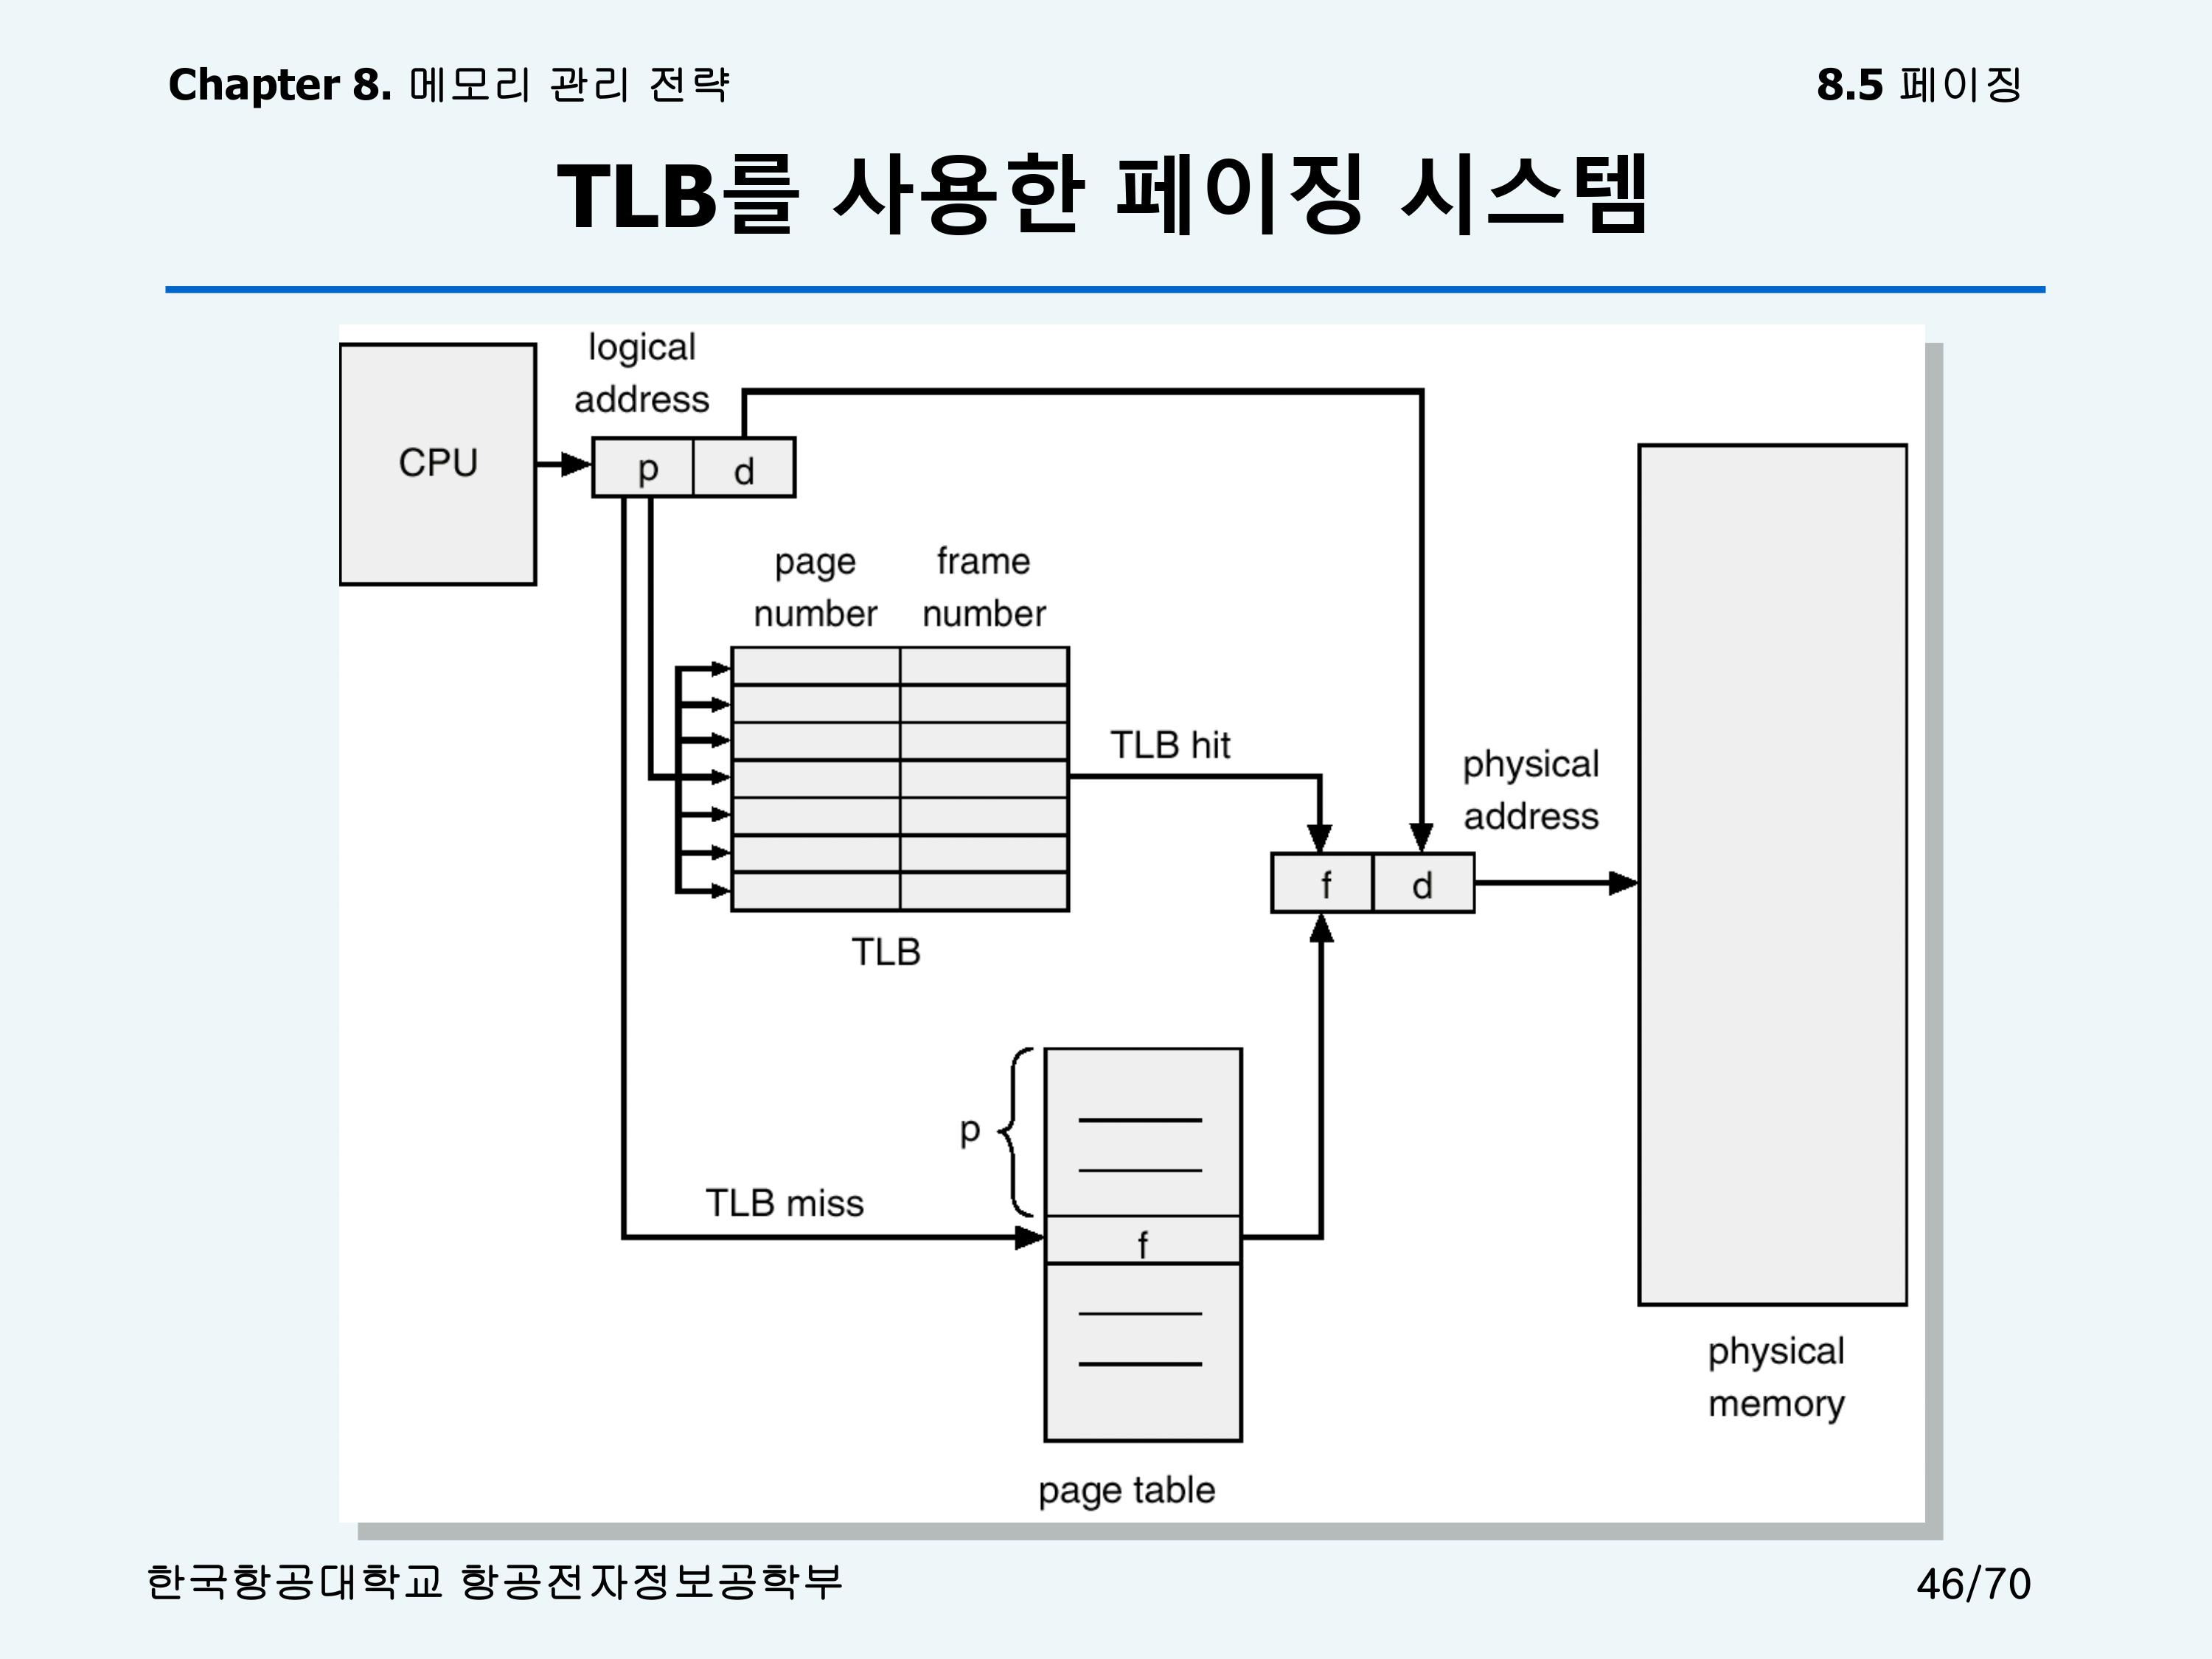 Chapter 8. 메모리 관리 전략
8.5 페이징
TLB를 사용한 페이징 시스템
logical
address
CPU
p
d
page
number
frame
number
TLB hit
physical
address
f
d
TLB
p
TLB miss
f
physical
memory
page table
한국항공대학교 항공전자정보공학부
46/70